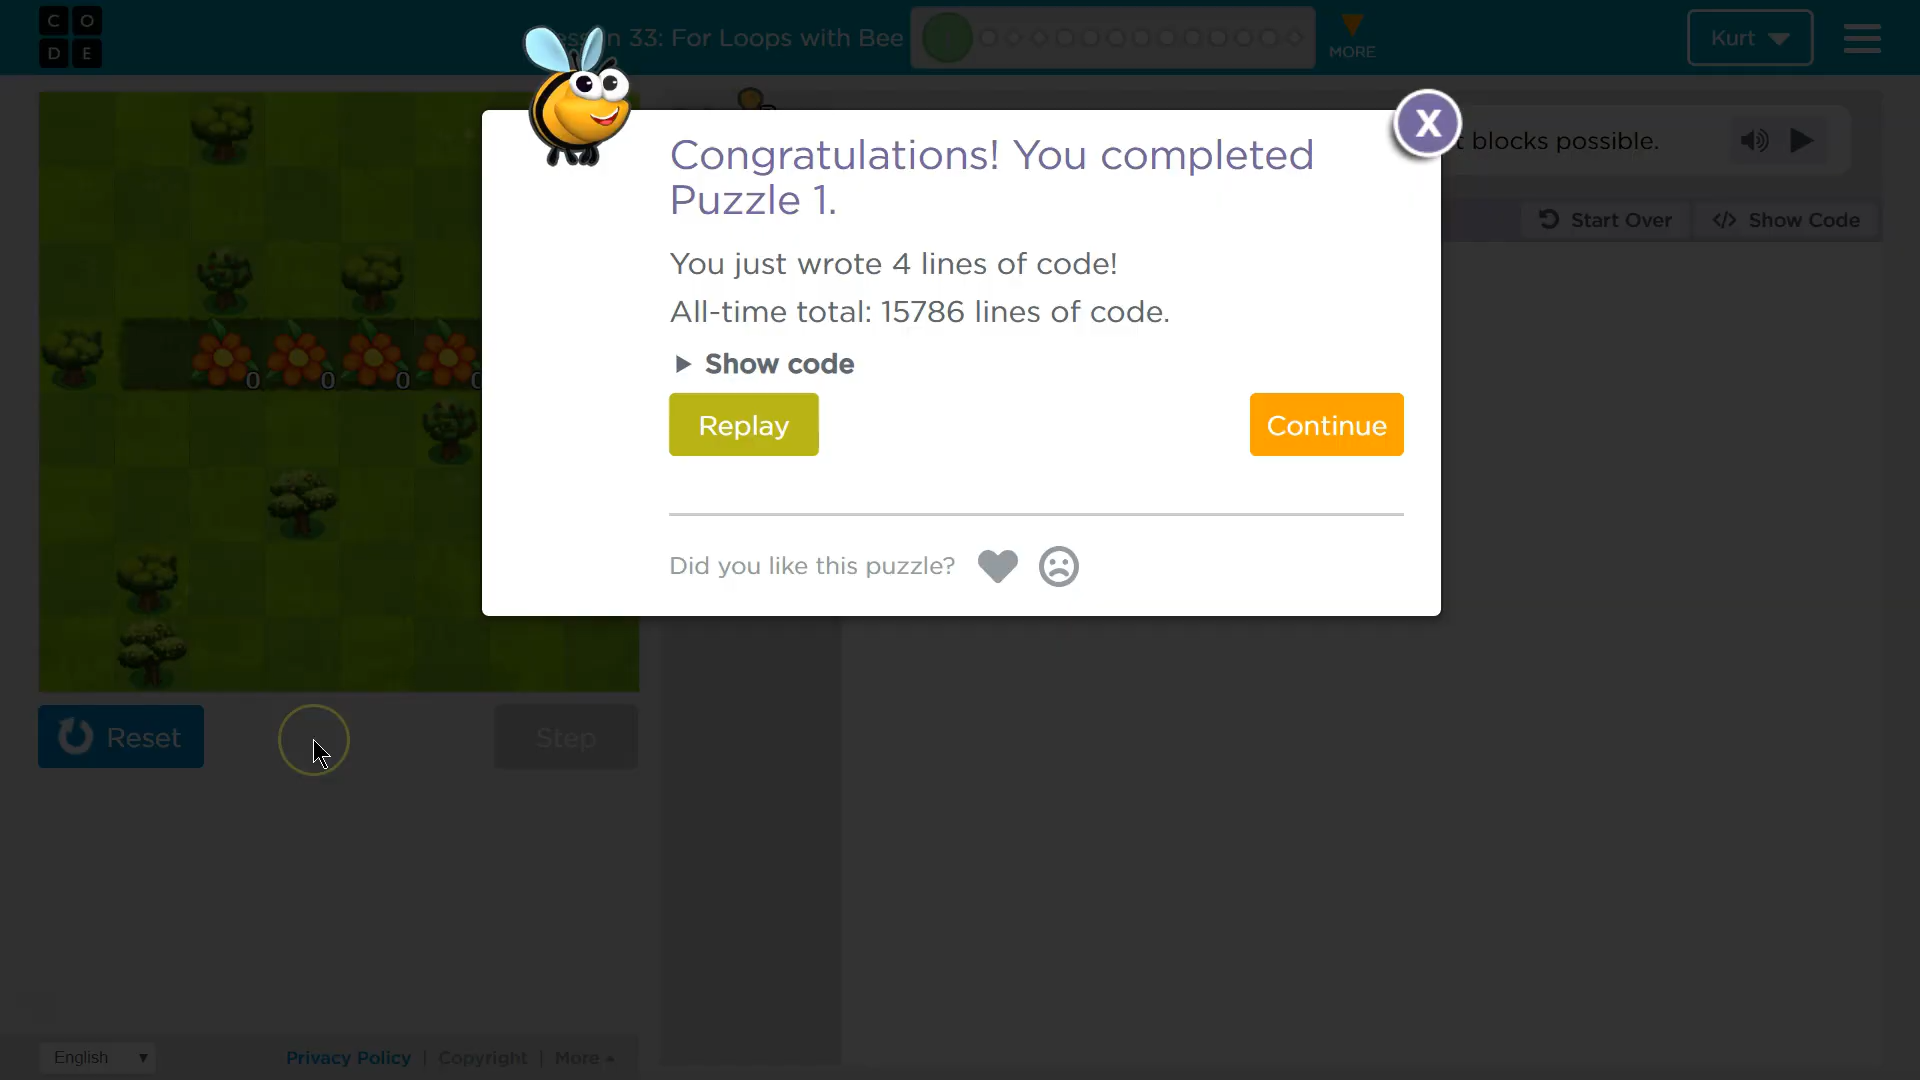 C O
D E
n 33: For Loops with Bee
MORE
Kurt
X
Congratulations! You completed
Puzzle 1.
t blocks possible.
You just wrote 4 lines of code!
Start Over
Show Code
All-time total: 15786 lines of code.
Show code
0 0 0 0
Replay
Continue
Did you like this puzzle?
Reset
Step
English
Privacy Policy | Copyright | More